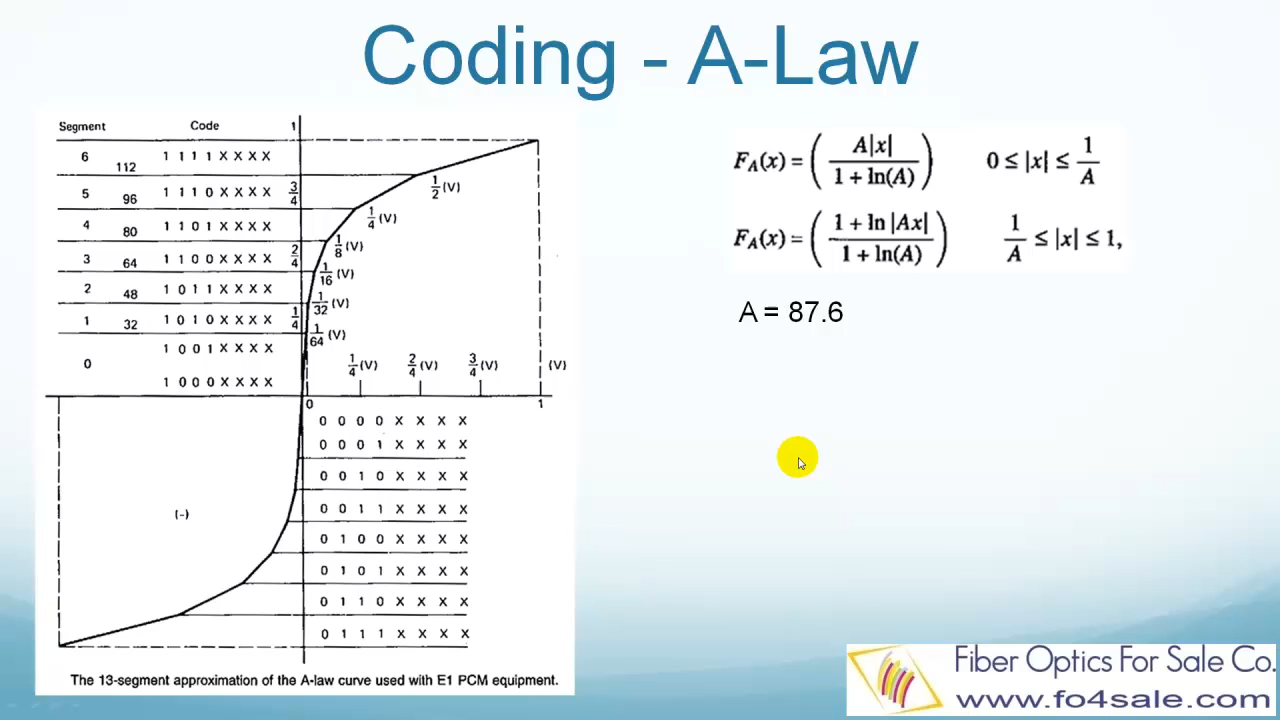 Coding - A-Law
Segment Code 1
6 112 1 1 1 1 X X X X
5 96 1 1 1 0 X X X X 3/4
4 80 1 1 0 1 X X X X
3 64 1 1 0 0 X X X X 2/4
2 48 1 0 1 1 X X X X
1 32 1 0 1 0 X X X X 1/4
0 1 0 0 1 X X X X
1 0 0 0 X X X X
1/2 (V)
1/4 (V)
1/8 (V)
1/16 (V)
1/32 (V)
1/64 (V)
1/4 (V) 2/4 (V) 3/4 (V) (V)
0 1
0 0 0 0 X X X X
0 0 0 1 X X X X
0 0 1 0 X X X X
0 0 1 1 X X X X
0 1 0 0 X X X X
0 1 0 1 X X X X
0 1 1 0 X X X X
0 1 1 1 X X X X
(-)
The 13-segment approximation of the A-law curve used with E1 PCM equipment.
F_A(x) = ( A|x| / 1 + ln(A) ) 0 ≤ |x| ≤ 1/A
F_A(x) = ( 1 + ln |Ax| / 1 + ln(A) ) 1/A ≤ |x| ≤ 1,
A = 87.6
Fiber Optics For Sale Co.
www.fo4sale.com